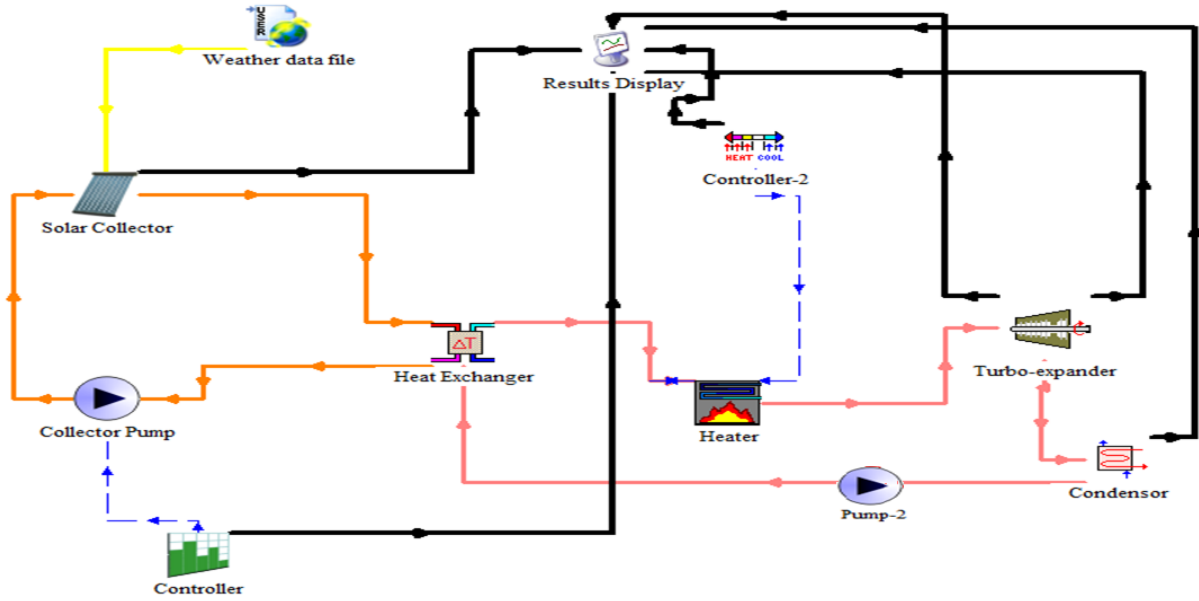 USER
Weather data file
Results Display
HEAT COOL
Controller-2
Solar Collector
ΔT
Heat Exchanger
Turbo-expander
Collector Pump
Heater
Condensor
Pump-2
Controller